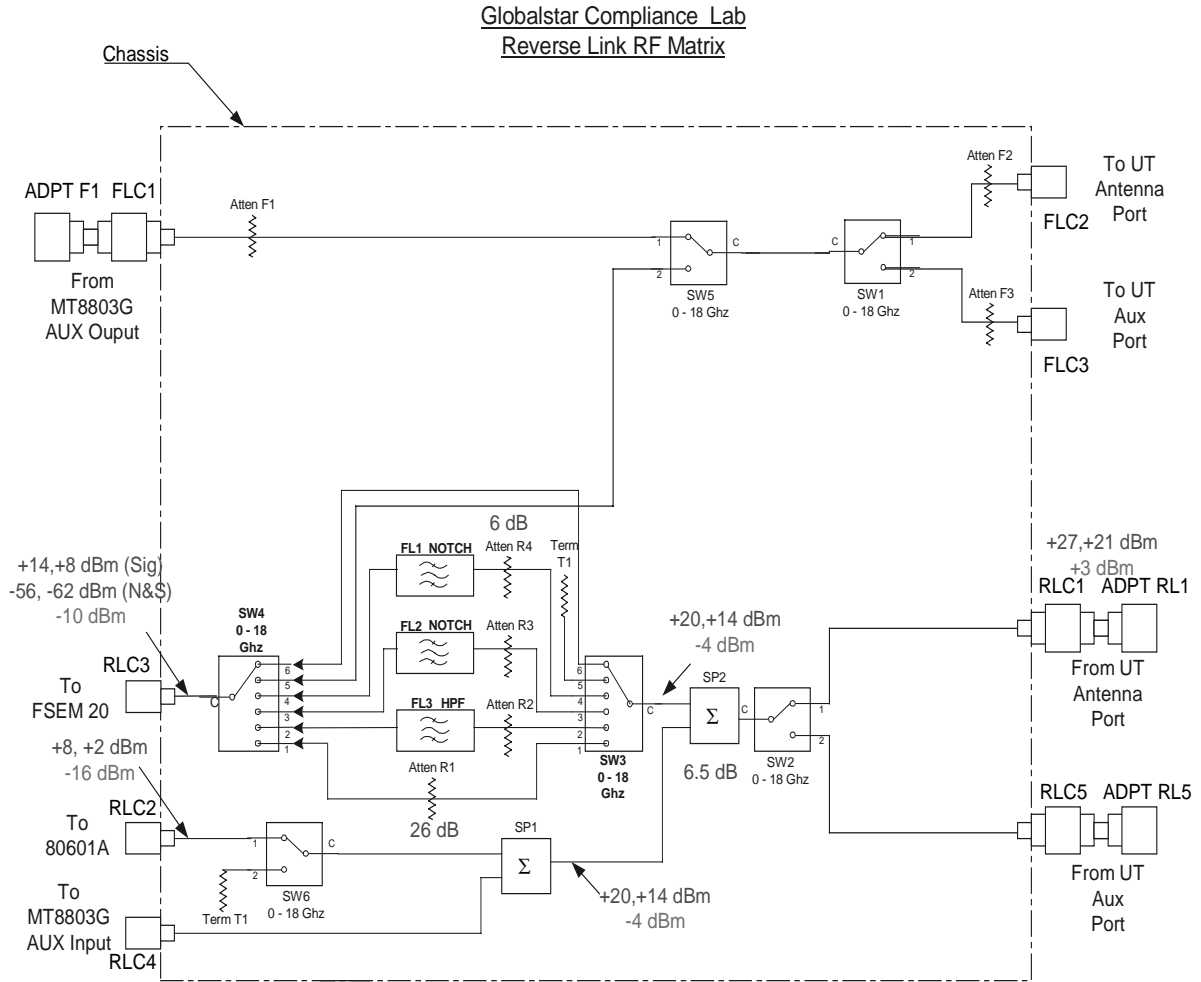 Globalstar Compliance Lab
Reverse Link RF Matrix
Chassis
ADPT F1
FLC1
From
MT8803G
AUX Ouput
Atten F1
1
2
C
SW5
0 - 18 Ghz
C
1
2
SW1
0 - 18 Ghz
Atten F2
FLC2
To UT
Antenna
Port
Atten F3
FLC3
To UT
Aux
Port
+14,+8 dBm (Sig)
-56, -62 dBm (N&S)
-10 dBm
RLC3
To
FSEM 20
SW4
0 - 18
Ghz
C
6
5
4
3
2
1
6 dB
FL1 NOTCH
Atten R4
Term
T1
FL2 NOTCH
Atten R3
FL3 HPF
Atten R2
Atten R1
26 dB
6
5
4
3
2
1
C
SW3
0 - 18
Ghz
+20,+14 dBm
-4 dBm
SP2
Σ
C
6.5 dB
1
2
SW2
0 - 18 Ghz
+27,+21 dBm
+3 dBm
RLC1
ADPT RL1
From UT
Antenna
Port
RLC5
ADPT RL5
From UT
Aux
Port
+8, +2 dBm
-16 dBm
RLC2
To
80601A
1
2
C
SW6
0 - 18 Ghz
Term T1
SP1
Σ
+20,+14 dBm
-4 dBm
To
MT8803G
AUX Input
RLC4